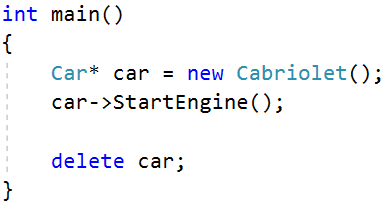 int main()
{
    Car* car = new Cabriolet();
    car->StartEngine();

    delete car;
}